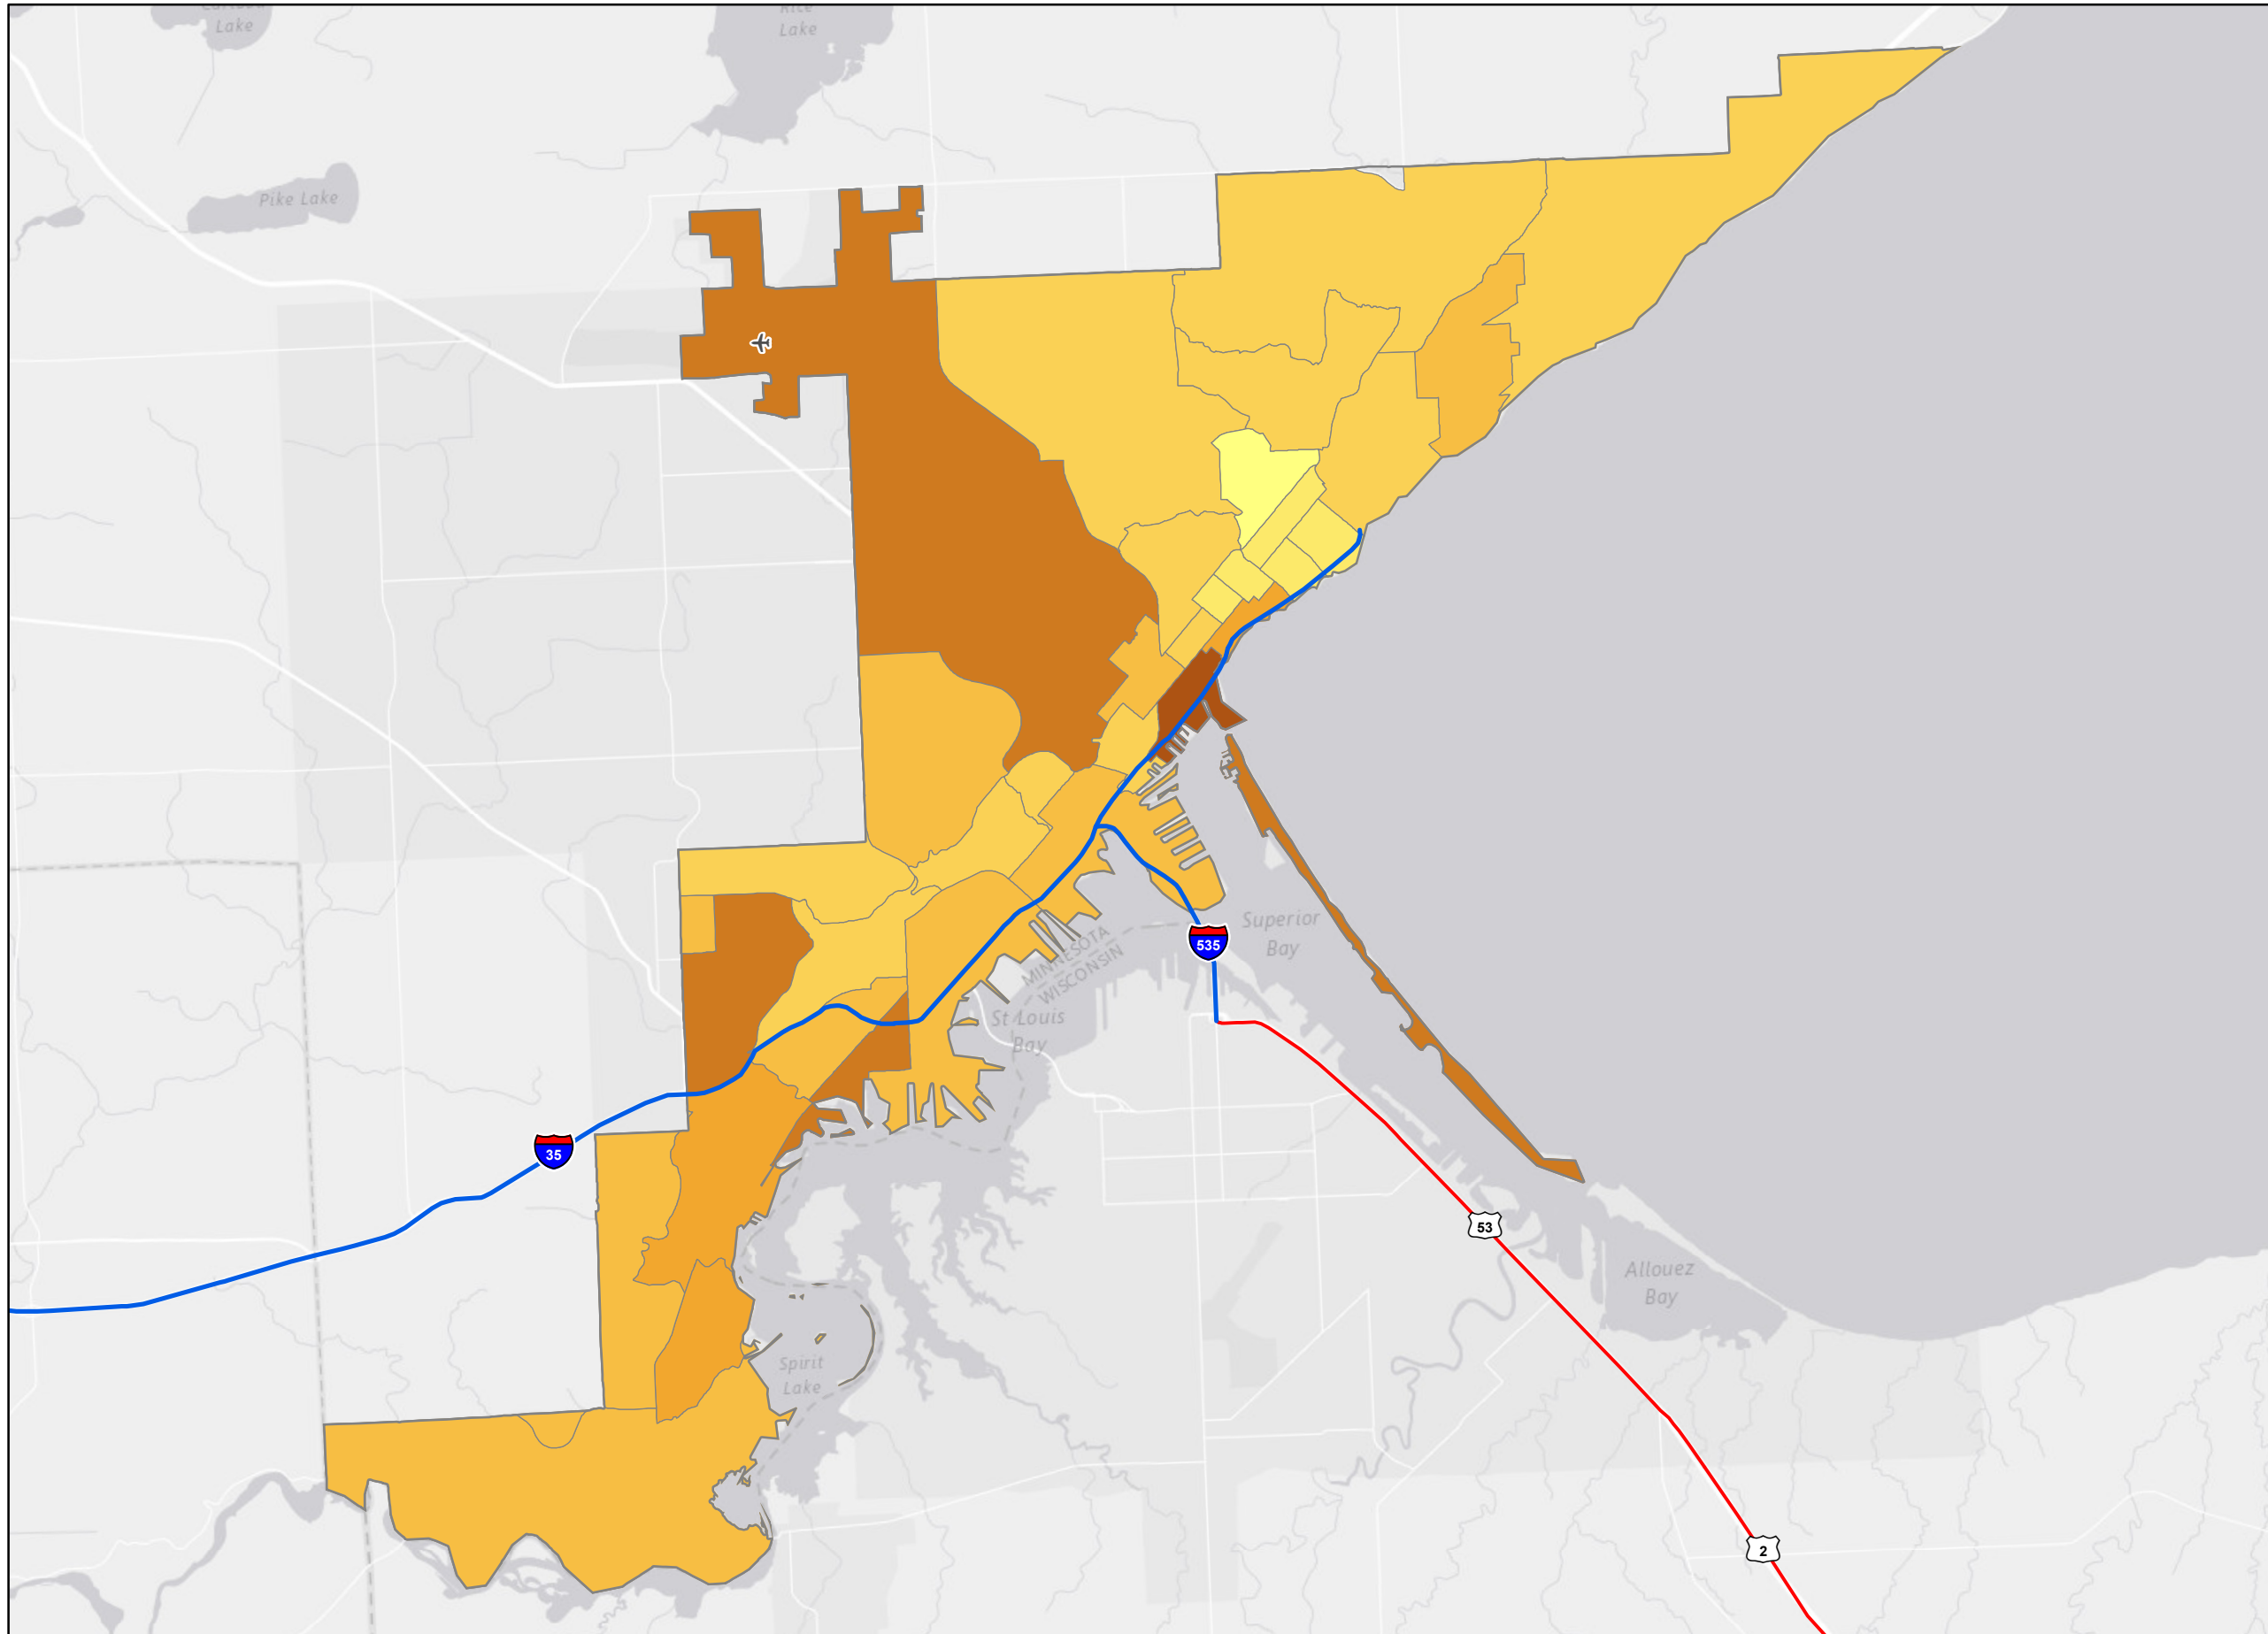 Lake
Rice
Lake
Pike Lake
Superior
Bay
535
MINNESOTA
WISCONSIN
St Louis
Bay
35
53
Allouez
Bay
Spirit
Lake
2